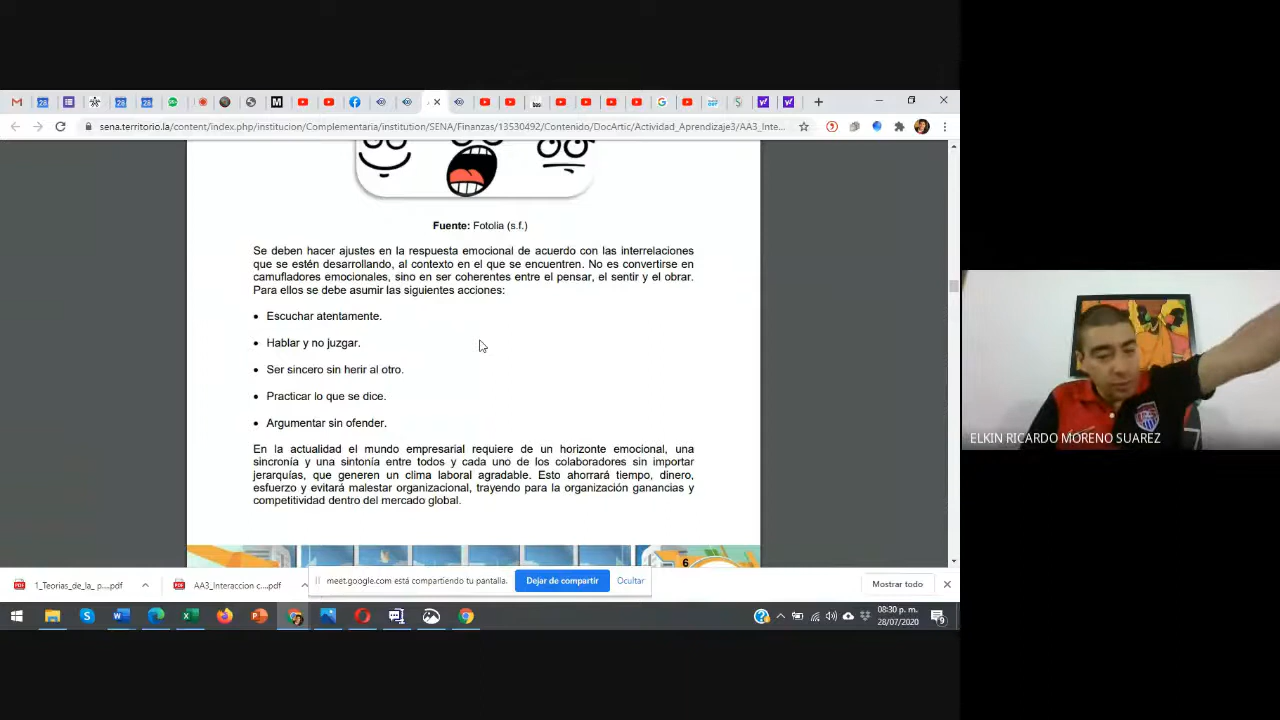 28
28
28
M
G
sena.territorio.la/content/index.php/institucion/Complementaria/institution/SENA/Finanzas/13530492/Contenido/DocArtic/Actividad_Aprendizaje3/AA3_Inte...
Fuente: Fotolia (s.f.)
Se deben hacer ajustes en la respuesta emocional de acuerdo con las interrelaciones
que se estén desarrollando, al contexto en el que se encuentren. No es convertirse en
camufladores emocionales, sino en ser coherentes entre el pensar, el sentir y el obrar.
Para ellos se debe asumir las siguientes acciones:
• Escuchar atentamente.
• Hablar y no juzgar.
• Ser sincero sin herir al otro.
• Practicar lo que se dice.
• Argumentar sin ofender.
En la actualidad el mundo empresarial requiere de un horizonte emocional, una
sincronía y una sintonía entre todos y cada uno de los colaboradores sin importar
jerarquías, que generen un clima laboral agradable. Esto ahorrará tiempo, dinero,
esfuerzo y evitará malestar organizacional, trayendo para la organización ganancias y
competitividad dentro del mercado global.
6
ELKIN RICARDO MORENO SUAREZ
1_Teorias_de_la_ p....pdf
AA3_Interaccion c....pdf
meet.google.com está compartiendo tu pantalla.
Dejar de compartir
Ocultar
Mostrar todo
08:30 p. m.
28/07/2020
9